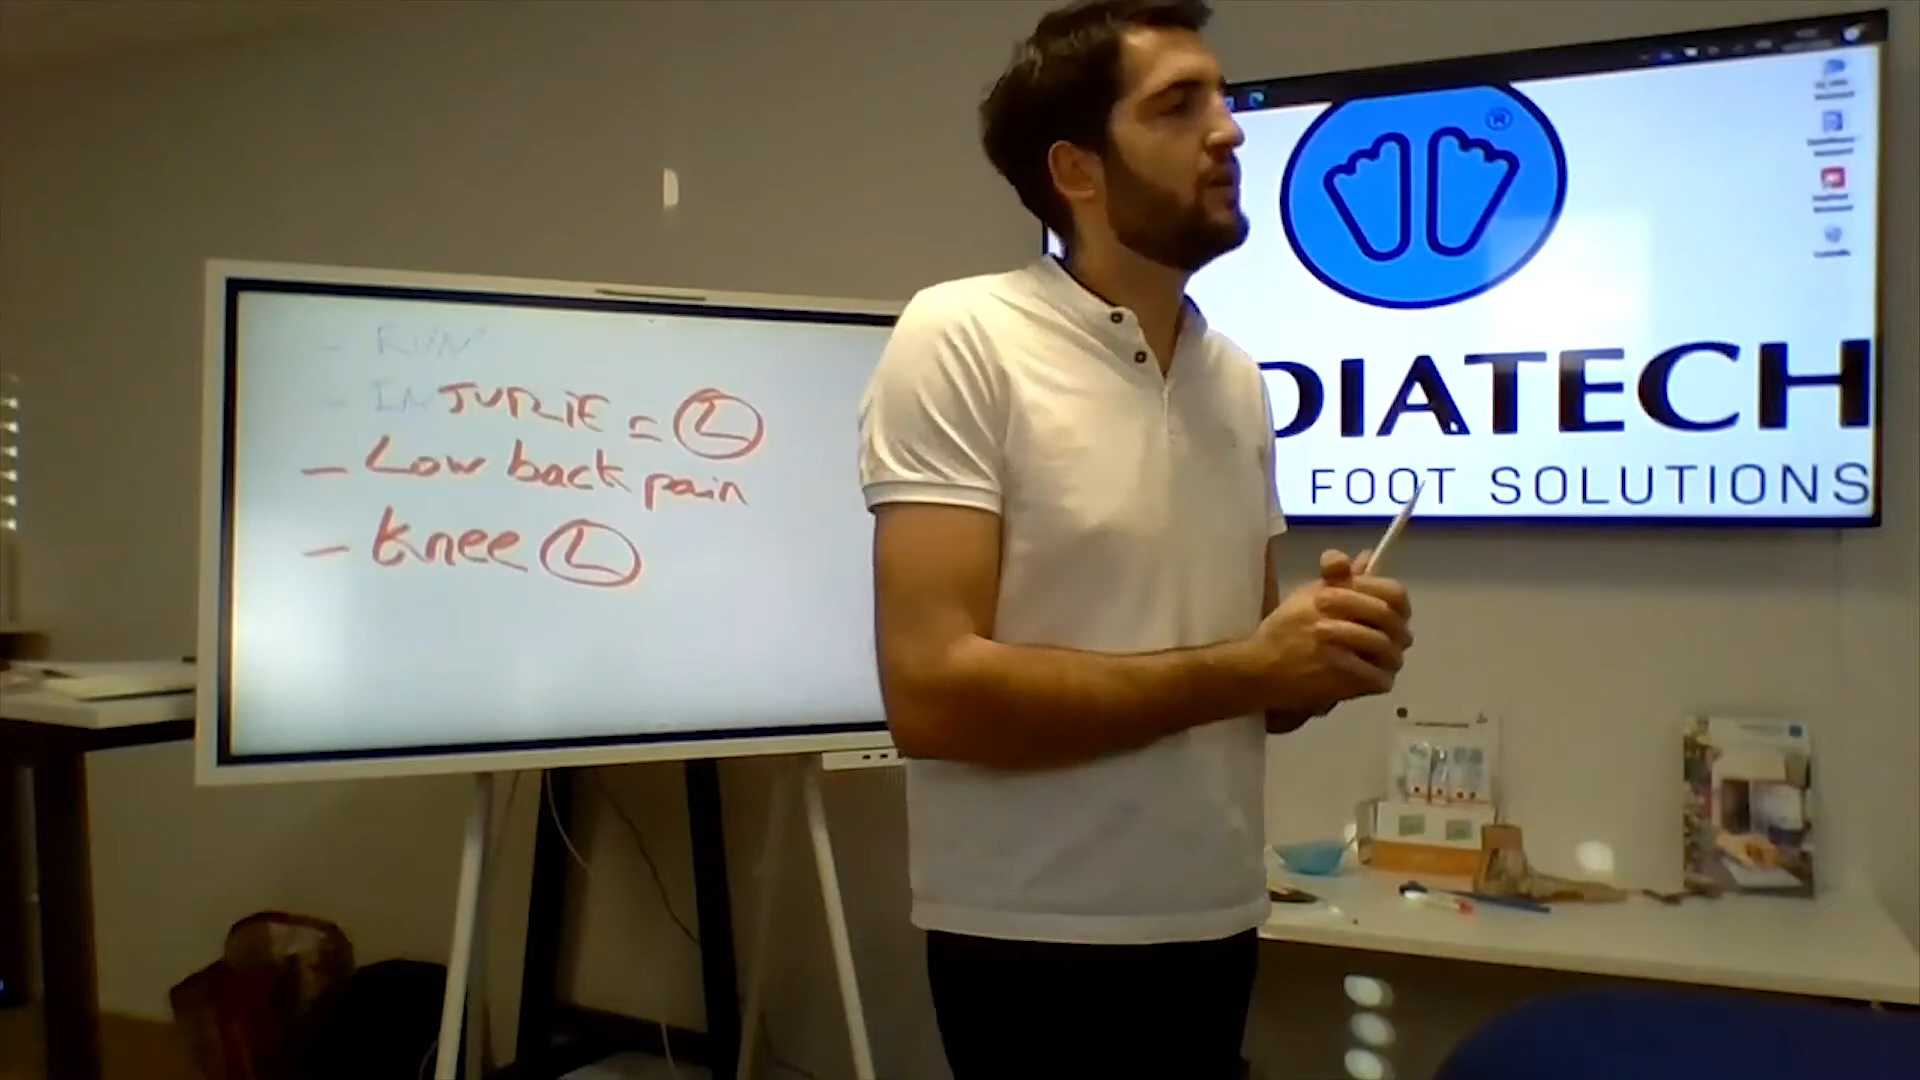 - RUN
- INJURIE = L
- Low back pain
- Knee L
®
DIATECH
FOOT SOLUTIONS